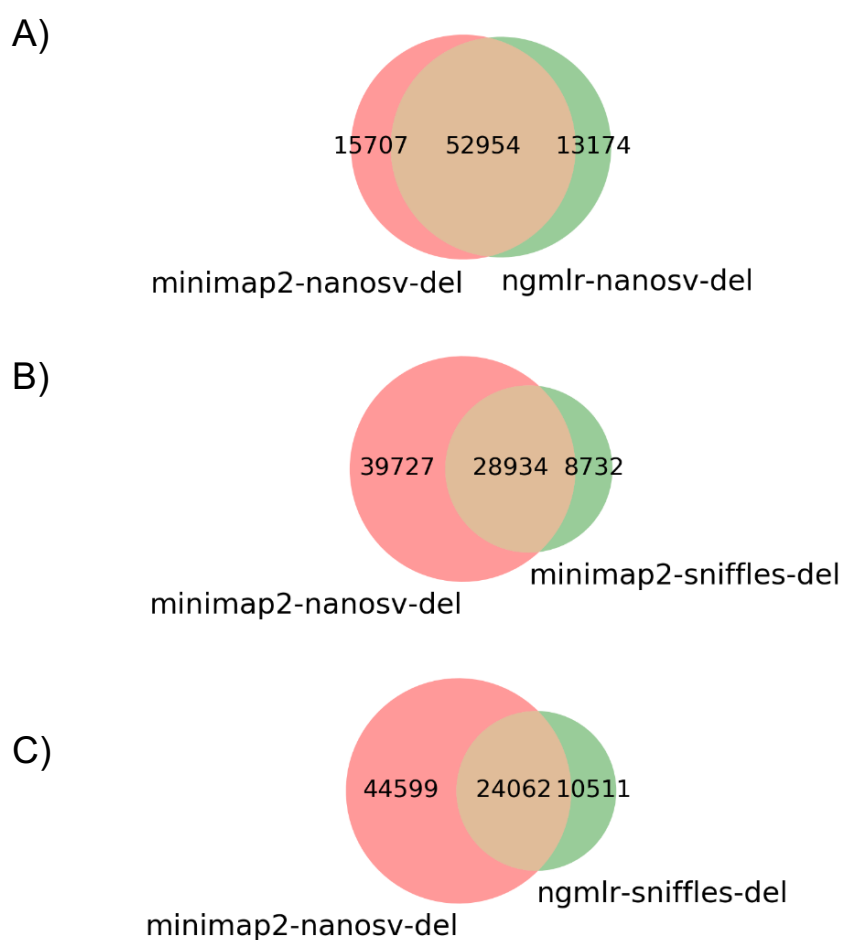 A)
15707 52954 13174
minimap2-nanosv-del ngmlr-nanosv-del
B)
39727 28934 8732
minimap2-sniffles-del
minimap2-nanosv-del
C)
44599 24062 10511
ngmlr-sniffles-del
minimap2-nanosv-del